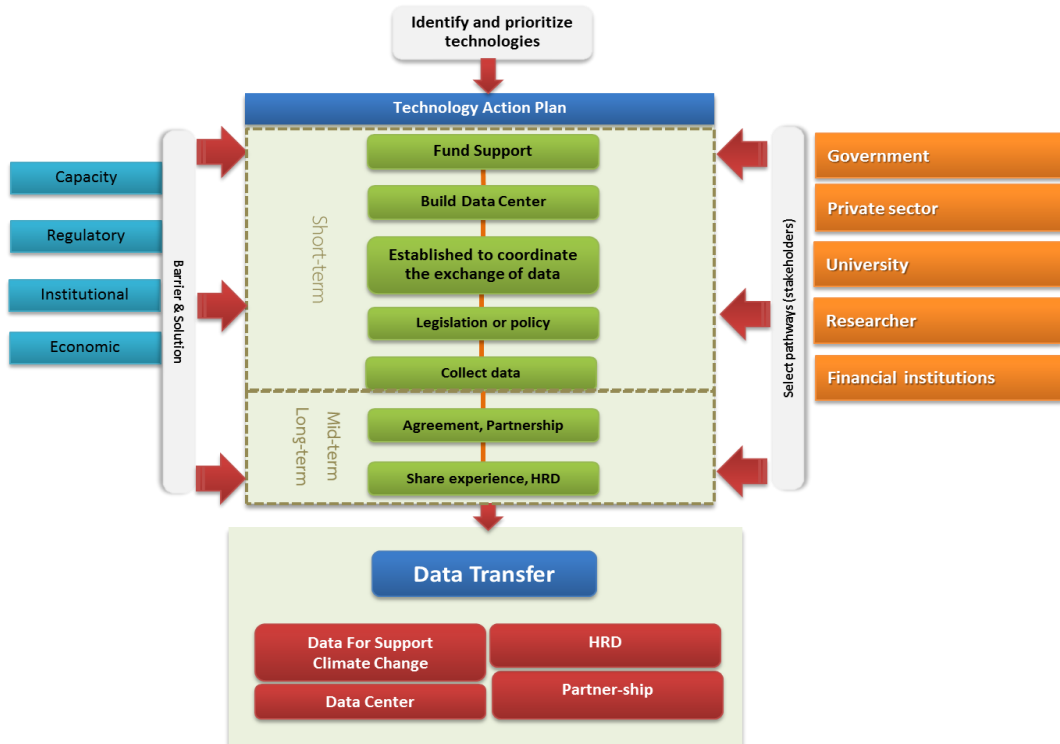 Identify and prioritize
technologies
Technology Action Plan
Capacity
Regulatory
Institutional
Economic
Barrier & Solution
Short-term
Fund Support
Build Data Center
Established to coordinate
the exchange of data
Legislation or policy
Collect data
Mid-term
Long-term
Agreement, Partnership
Share experience, HRD
Select pathways (stakeholders)
Government
Private sector
University
Researcher
Financial institutions
Data Transfer
Data For Support
Climate Change
HRD
Data Center
Partner-ship